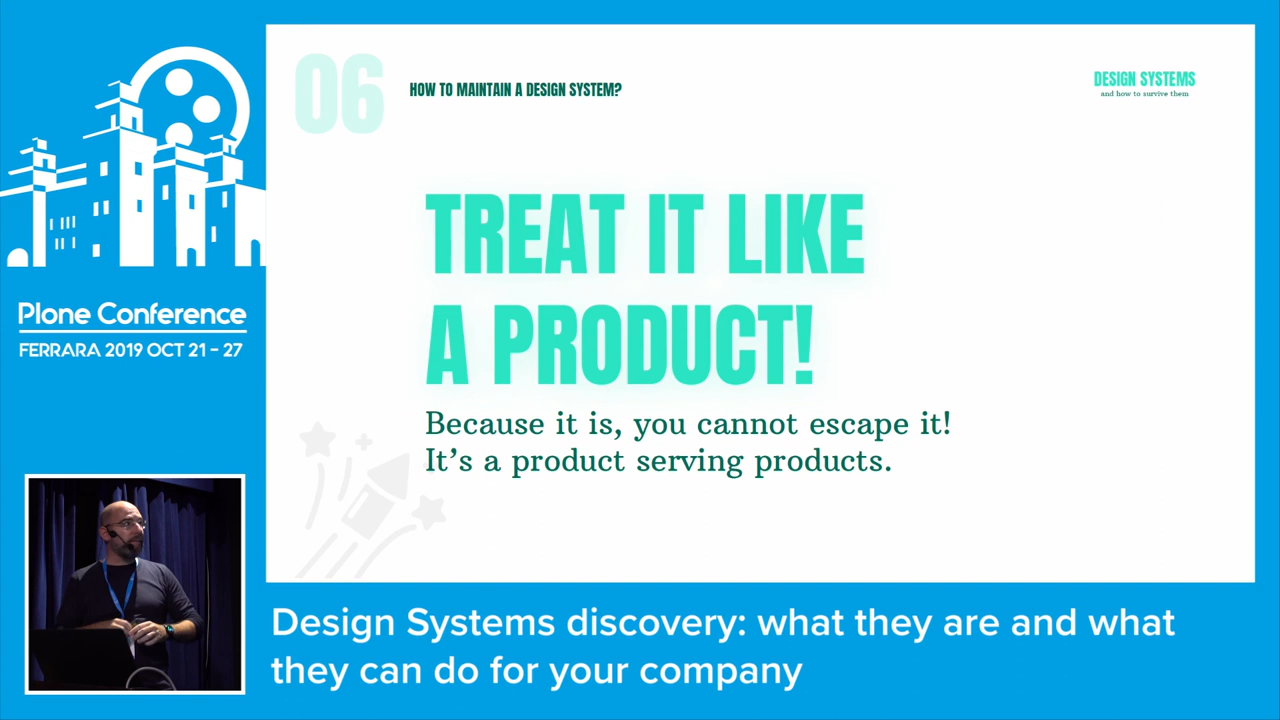 06
HOW TO MAINTAIN A DESIGN SYSTEM?
DESIGN SYSTEMS
and how to survive them
TREAT IT LIKE
A PRODUCT!
Because it is, you cannot escape it!
It’s a product serving products.
Plone Conference
FERRARA 2019 OCT 21 - 27
Design Systems discovery: what they are and what
they can do for your company